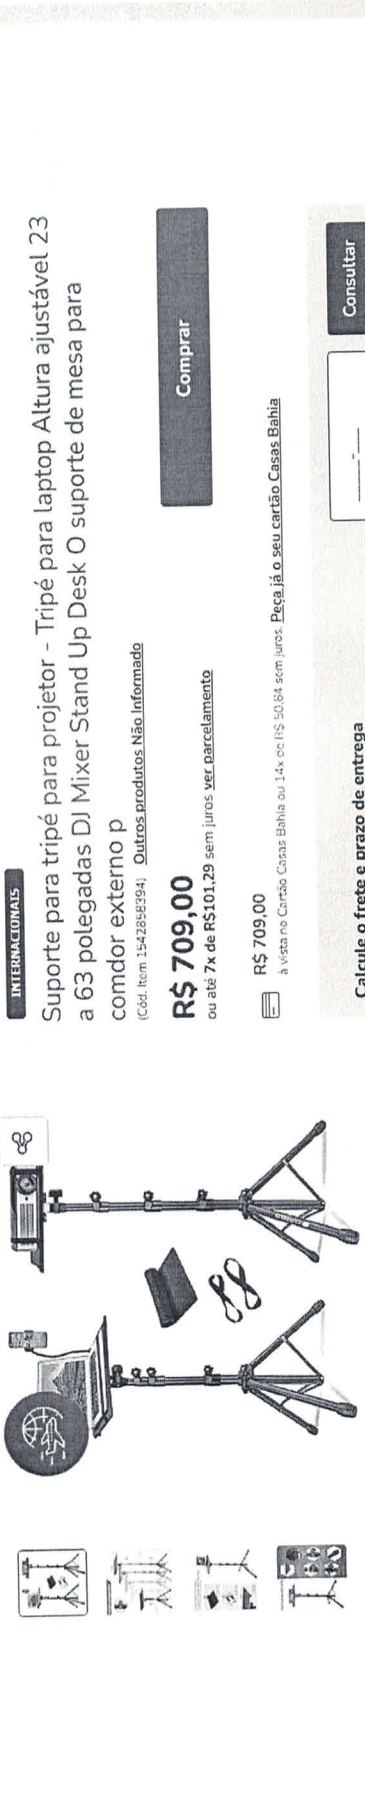 INTERNACIONAIS
Suporte para tripé para projetor - Tripé para laptop Altura ajustável 23
a 63 polegadas DJ Mixer Stand Up Desk O suporte de mesa para
comdor externo p
(Cód. Item 1542858394) Outros produtos Não Informado
R$ 709,00
ou até 7x de R$101,29 sem juros ver parcelamento
Comprar
R$ 709,00
à vista no Cartão Casas Bahia ou 14x de R$ 50,64 sem juros. Peça já o seu cartão Casas Bahia
Calcule o frete e prazo de entrega
Consultar